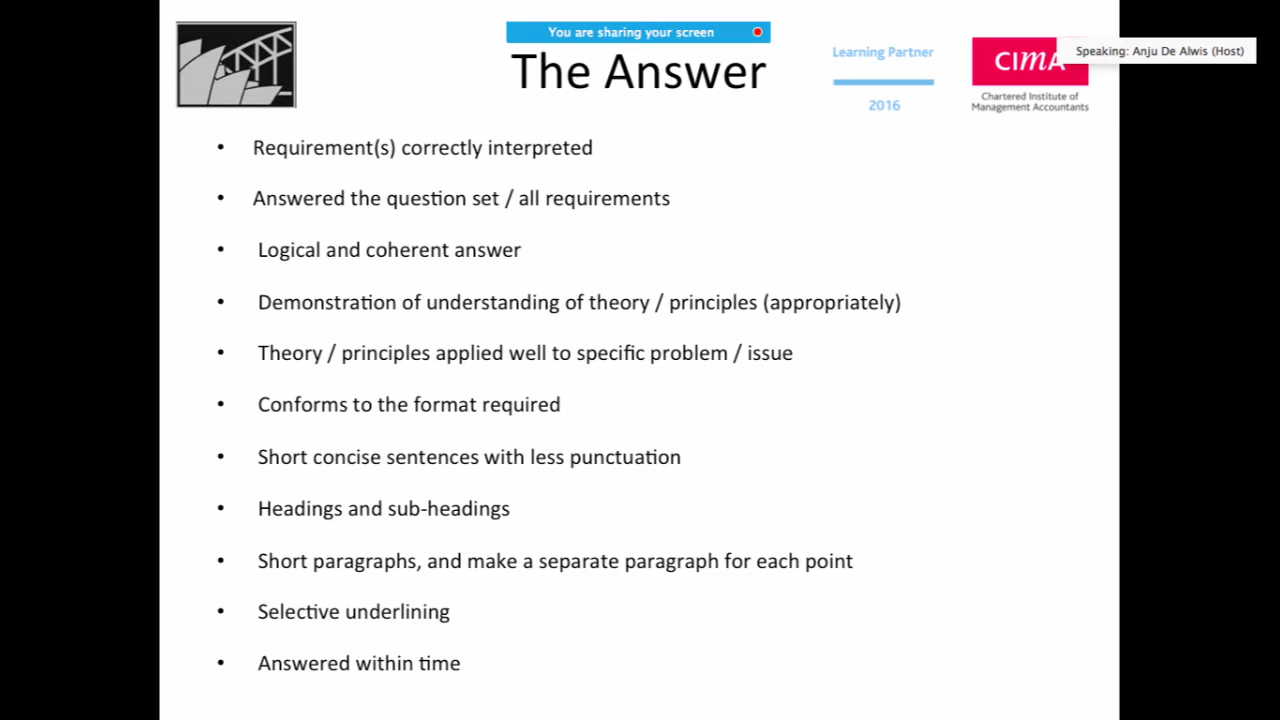 You are sharing your screen
The Answer
Learning Partner
2016
CIMA
Chartered Institute of
Management Accountants
Speaking: Anju De Alwis (Host)
• Requirement(s) correctly interpreted
• Answered the question set / all requirements
• Logical and coherent answer
• Demonstration of understanding of theory / principles (appropriately)
• Theory / principles applied well to specific problem / issue
• Conforms to the format required
• Short concise sentences with less punctuation
• Headings and sub-headings
• Short paragraphs, and make a separate paragraph for each point
• Selective underlining
• Answered within time